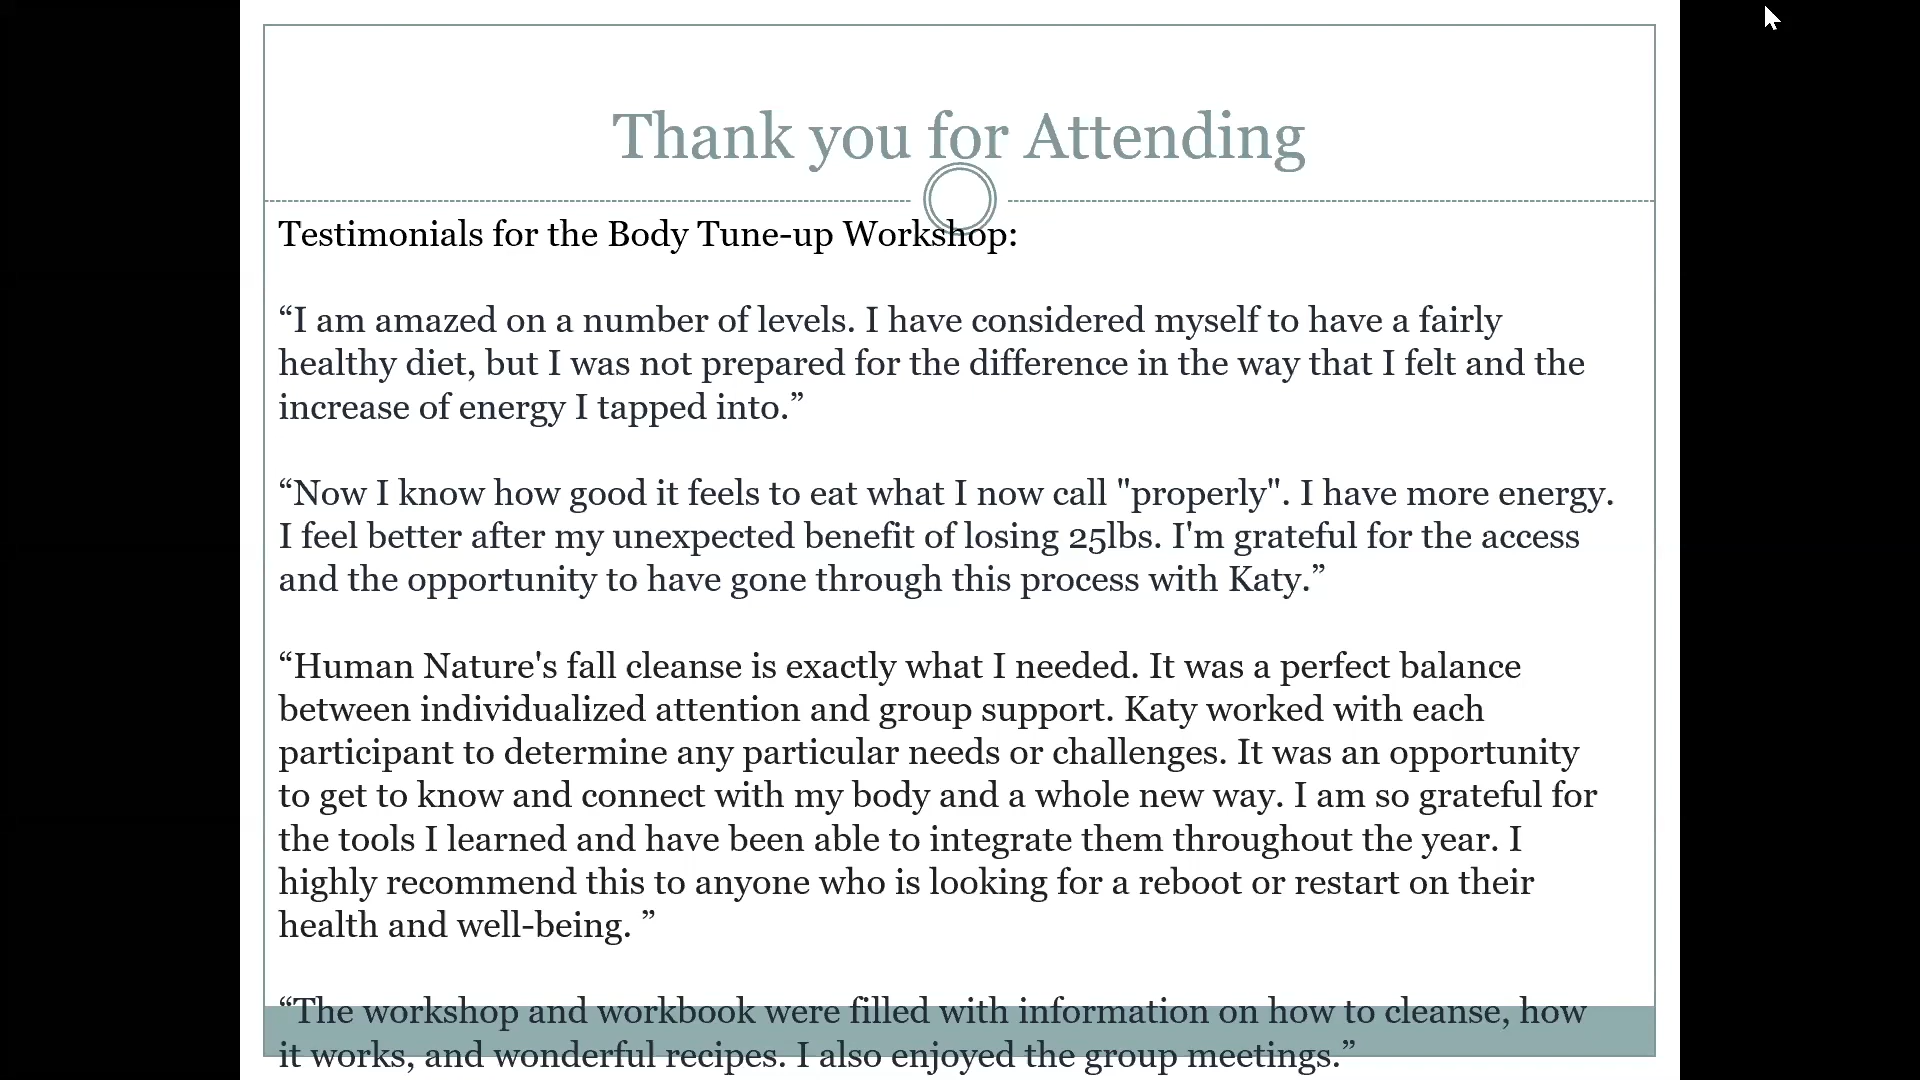 Thank you for Attending
Testimonials for the Body Tune-up Workshop:
“I am amazed on a number of levels. I have considered myself to have a fairly
healthy diet, but I was not prepared for the difference in the way that I felt and the
increase of energy I tapped into.”
“Now I know how good it feels to eat what I now call "properly". I have more energy.
I feel better after my unexpected benefit of losing 25lbs. I'm grateful for the access
and the opportunity to have gone through this process with Katy.”
“Human Nature's fall cleanse is exactly what I needed. It was a perfect balance
between individualized attention and group support. Katy worked with each
participant to determine any particular needs or challenges. It was an opportunity
to get to know and connect with my body and a whole new way. I am so grateful for
the tools I learned and have been able to integrate them throughout the year. I
highly recommend this to anyone who is looking for a reboot or restart on their
health and well-being. ”
“The workshop and workbook were filled with information on how to cleanse, how
it works, and wonderful recipes. I also enjoyed the group meetings.”